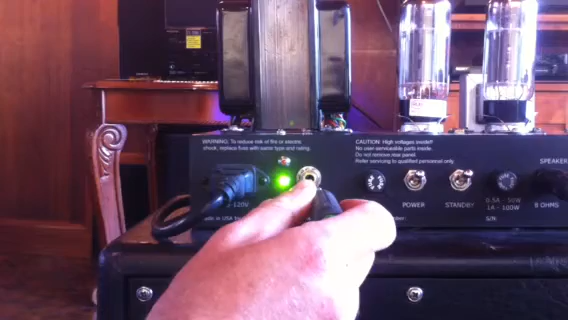 WARNING: To reduce risk of fire or electric
shock, replace fuse with same type and rating.
CAUTION: High voltages inside!!
No user-serviceable parts inside.
Do not remove rear panel.
Refer servicing to qualified personnel only.
120V
POWER
STANDBY
0.5A 50W
1A - 100W
SPEAKER
8 OHMS
in USA
S/N: